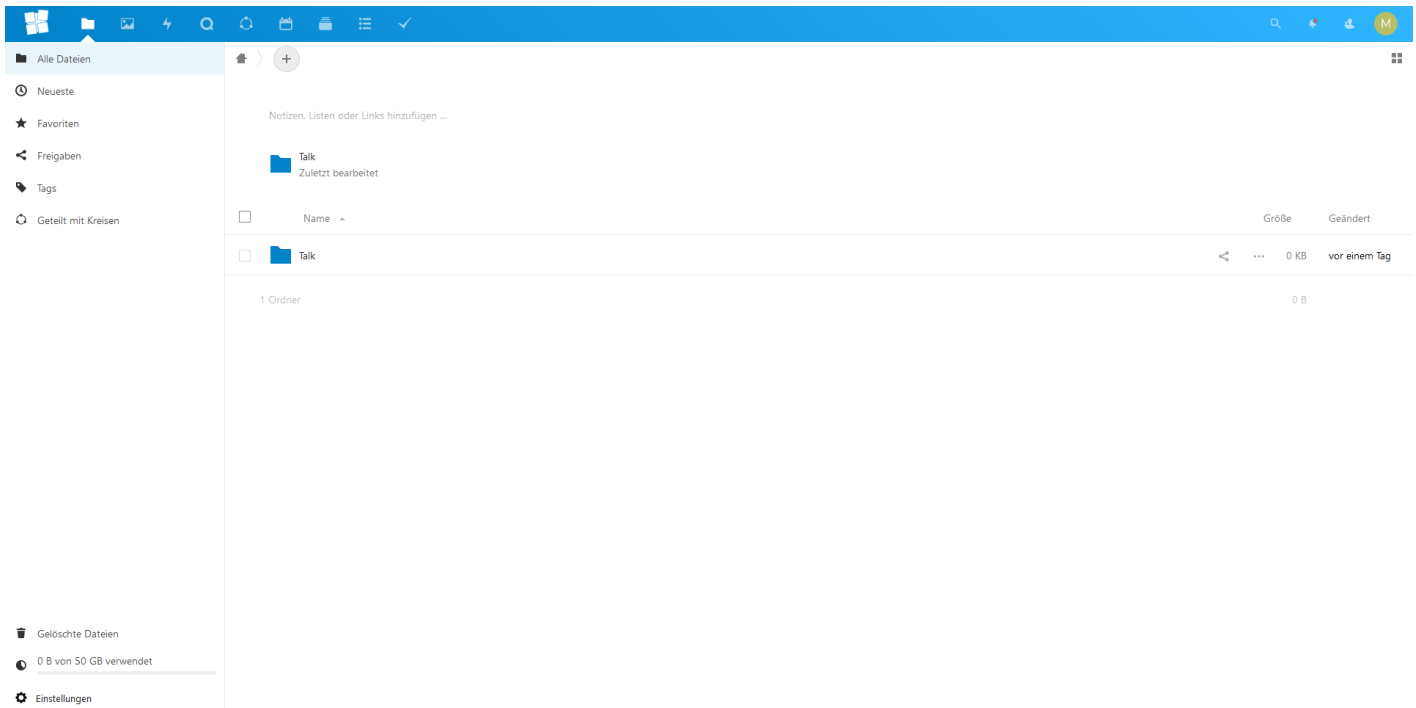 M
Alle Dateien
Neueste
Favoriten
Freigaben
Tags
Geteilt mit Kreisen
Notizen, Listen oder Links hinzufügen ...
Talk
Zuletzt bearbeitet
Name Größe Geändert
Talk 0 KB vor einem Tag
1 Ordner 0 B
Gelöschte Dateien
0 B von 50 GB verwendet
Einstellungen